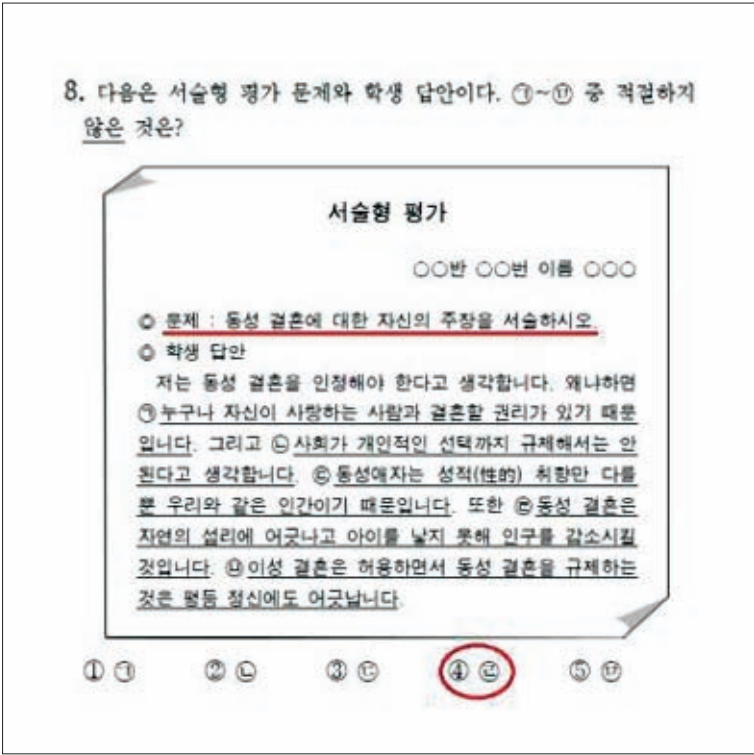 8. 다음은 서술형 평가 문제와 학생 답안이다. ㉠~㉤ 중 적절하지
않은 것은?
서술형 평가
○○반 ○○번 이름 ○○○
◎ 문제 : 동성 결혼에 대한 자신의 주장을 서술하시오.
◎ 학생 답안
저는 동성 결혼을 인정해야 한다고 생각합니다. 왜냐하면
㉠누구나 자신이 사랑하는 사람과 결혼할 권리가 있기 때문
입니다. 그리고 ㉡사회가 개인적인 선택까지 규제해서는 안
된다고 생각합니다. ㉢동성애자는 성적(性的) 취향만 다를
뿐 우리와 같은 인간이기 때문입니다. 또한 ㉣동성 결혼은
자연의 섭리에 어긋나고 아이를 낳지 못해 인구를 감소시킬
것입니다. ㉤이성 결혼은 허용하면서 동성 결혼을 규제하는
것은 평등 정신에도 어긋납니다.
① ㉠ ② ㉡ ③ ㉢ ④ ㉣ ⑤ ㉤